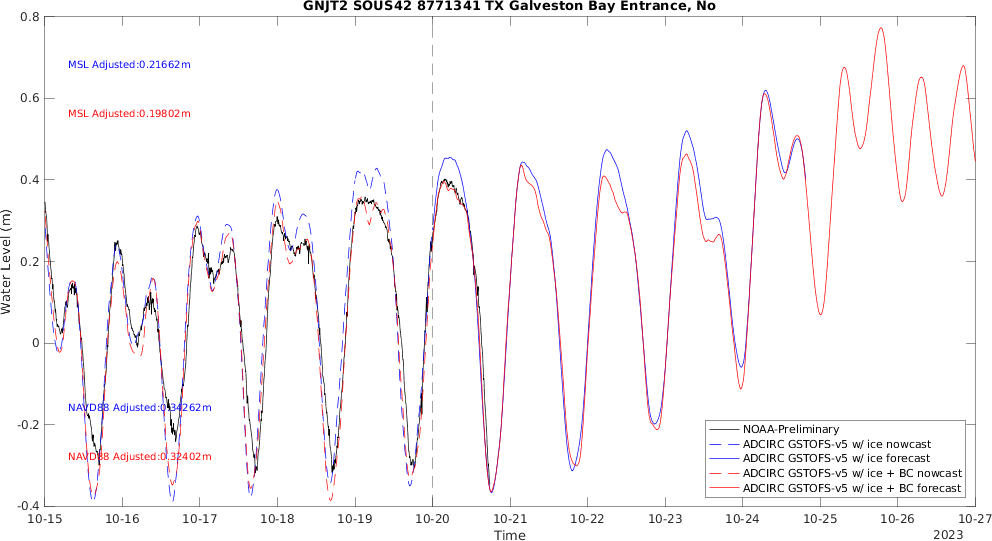 GNJT2 SOUS42 8771341 TX Galveston Bay Entrance, No
0.8
0.6
0.4
0.2
0
-0.2
-0.4
Water Level (m)
MSL Adjusted:0.21662m
MSL Adjusted:0.19802m
NAVD88 Adjusted:0.34262m
NAVD88 Adjusted:0.32402m
NOAA-Preliminary
ADCIRC GSTOFS-v5 w/ ice nowcast
ADCIRC GSTOFS-v5 w/ ice forecast
ADCIRC GSTOFS-v5 w/ ice + BC nowcast
ADCIRC GSTOFS-v5 w/ ice + BC forecast
10-15 10-16 10-17 10-18 10-19 10-20 10-21 10-22 10-23 10-24 10-25 10-26 10-27
Time
2023